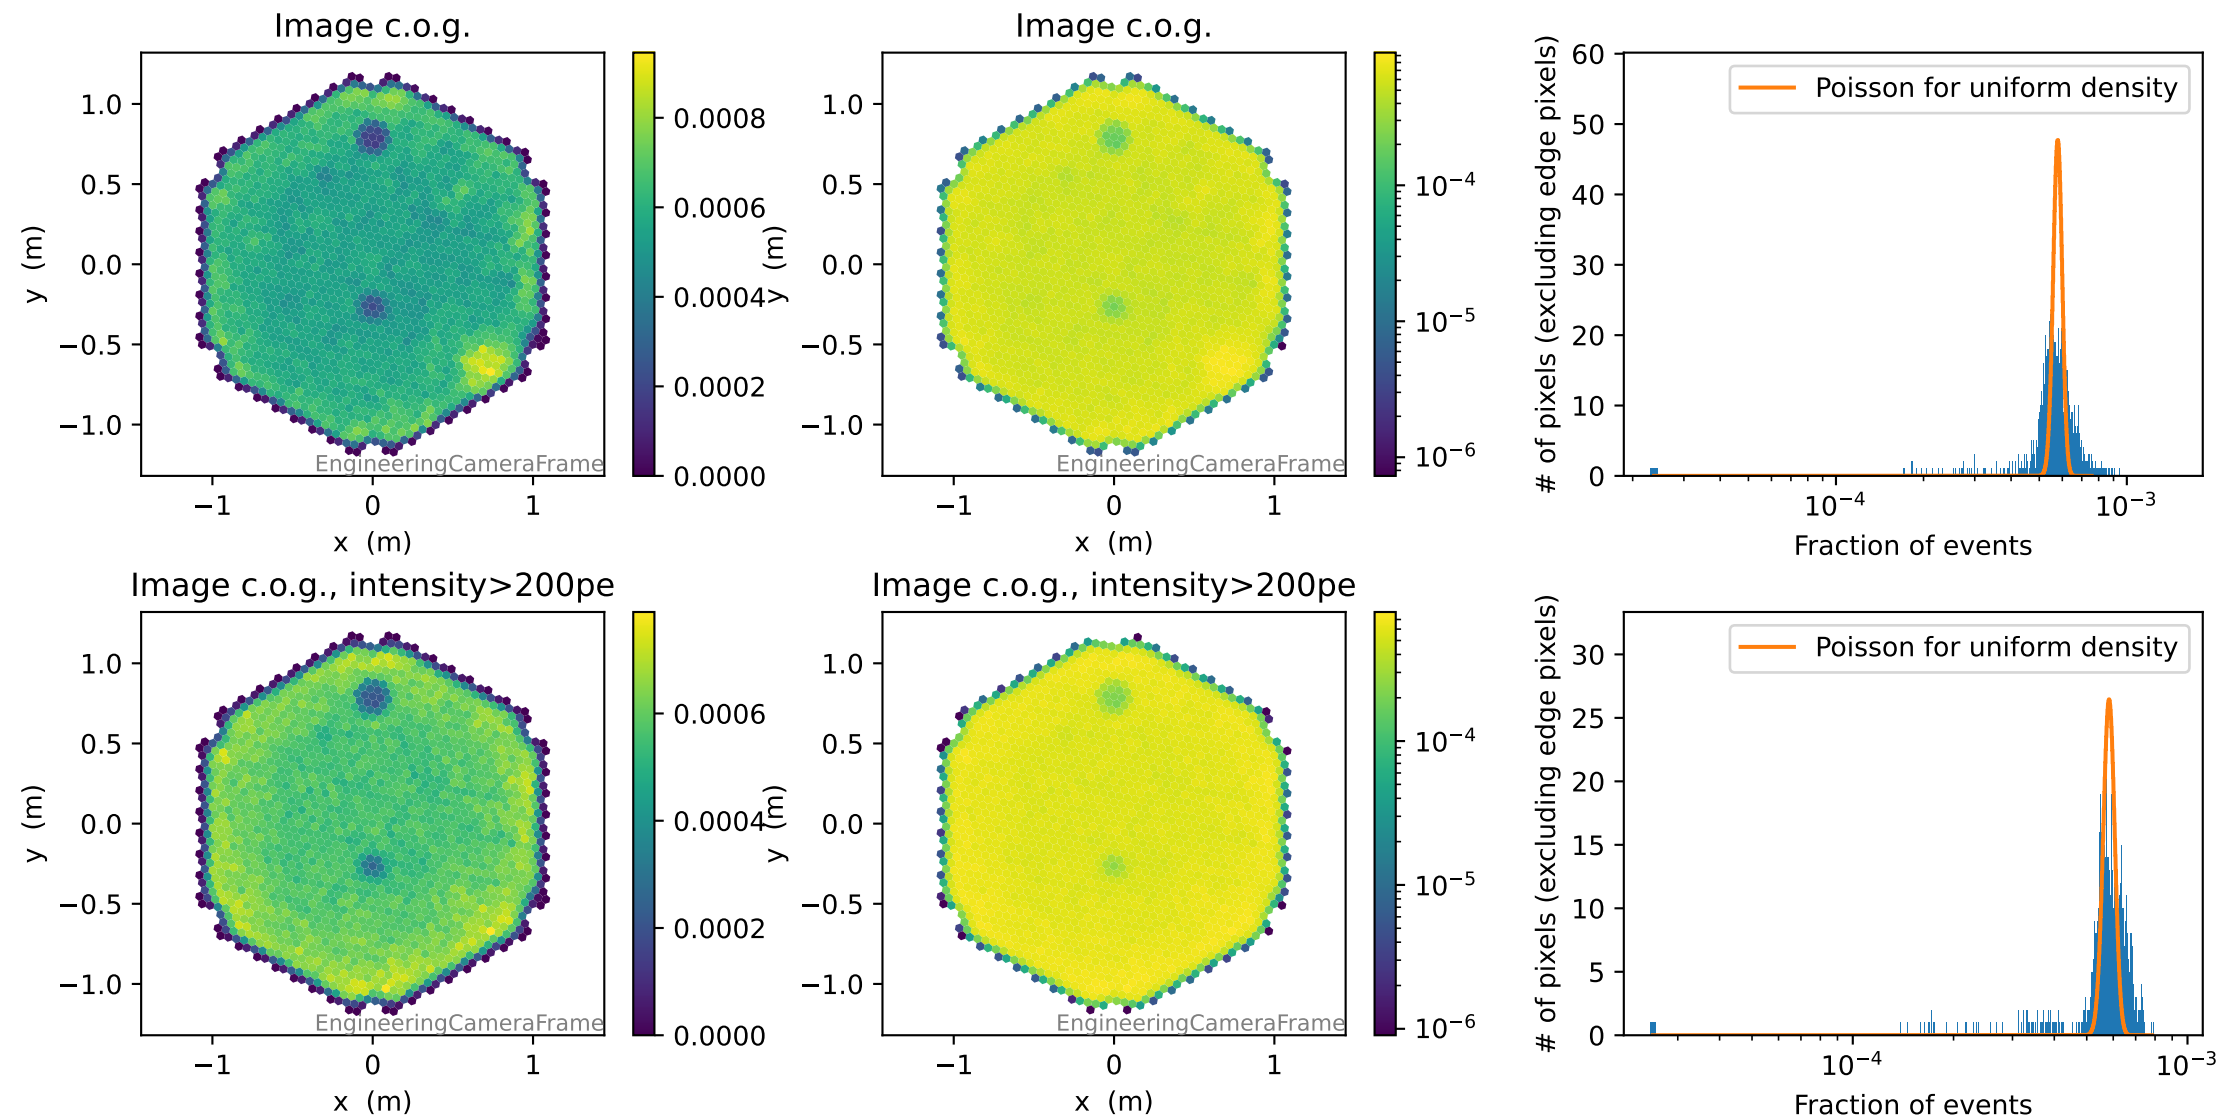 Image c.o.g.
1.0
0.5
0.0
−0.5
−1.0
y (m)
−1
0
1
x (m)
EngineeringCameraFrame
0.0008
0.0006
0.0004
0.0002
0.0000
Image c.o.g.
1.0
0.5
0.0
−0.5
−1.0
y (m)
−1
0
1
x (m)
EngineeringCameraFrame
10⁻⁴
10⁻⁵
10⁻⁶
# of pixels (excluding edge pixels)
60
50
40
30
20
10
0
Poisson for uniform density
10⁻⁴
10⁻³
Fraction of events
Image c.o.g., intensity>200pe
1.0
0.5
0.0
−0.5
−1.0
y (m)
−1
0
1
x (m)
EngineeringCameraFrame
0.0006
0.0004
0.0002
0.0000
Image c.o.g., intensity>200pe
1.0
0.5
0.0
−0.5
−1.0
y (m)
−1
0
1
x (m)
EngineeringCameraFrame
10⁻⁴
10⁻⁵
10⁻⁶
# of pixels (excluding edge pixels)
30
25
20
15
10
5
0
Poisson for uniform density
10⁻⁴
10⁻³
Fraction of events